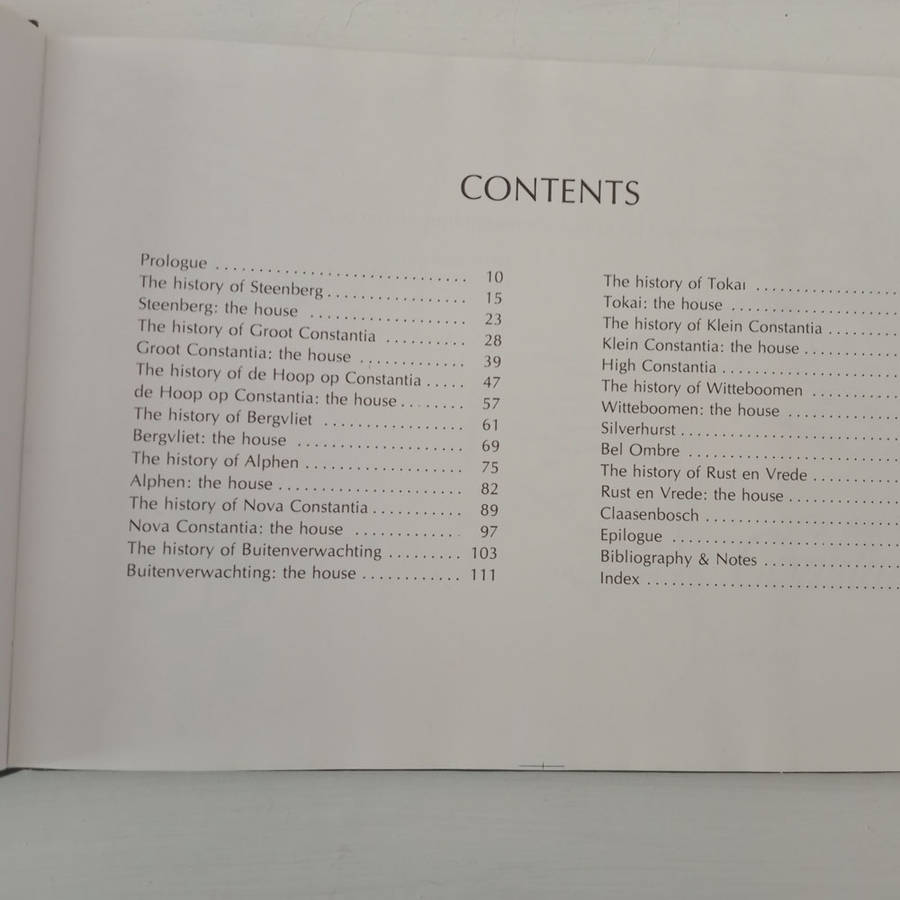 CONTENTS
Prologue ............................. 10
The history of Steenberg ................. 15
Steenberg: the house ................... 23
The history of Groot Constantia .......... 28
Groot Constantia: the house ............. 39
The history of de Hoop op Constantia ..... 47
de Hoop op Constantia: the house ........ 57
The history of Bergvliet ................. 61
Bergvliet: the house .................... 69
The history of Alphen ................... 75
Alphen: the house ...................... 82
The history of Nova Constantia ........... 89
Nova Constantia: the house ............. 97
The history of Buitenverwachting ......... 103
Buitenverwachting: the house ............ 111
The history of Tokai ..................
Tokai: the house .....................
The history of Klein Constantia .........
Klein Constantia: the house ............
High Constantia ......................
The history of Witteboomen ...........
Witteboomen: the house ..............
Silverhurst ...........................
Bel Ombre ..........................
The history of Rust en Vrede ...........
Rust en Vrede: the house ..............
Claasenbosch ........................
Epilogue ............................
Bibliography & Notes .................
Index ...............................